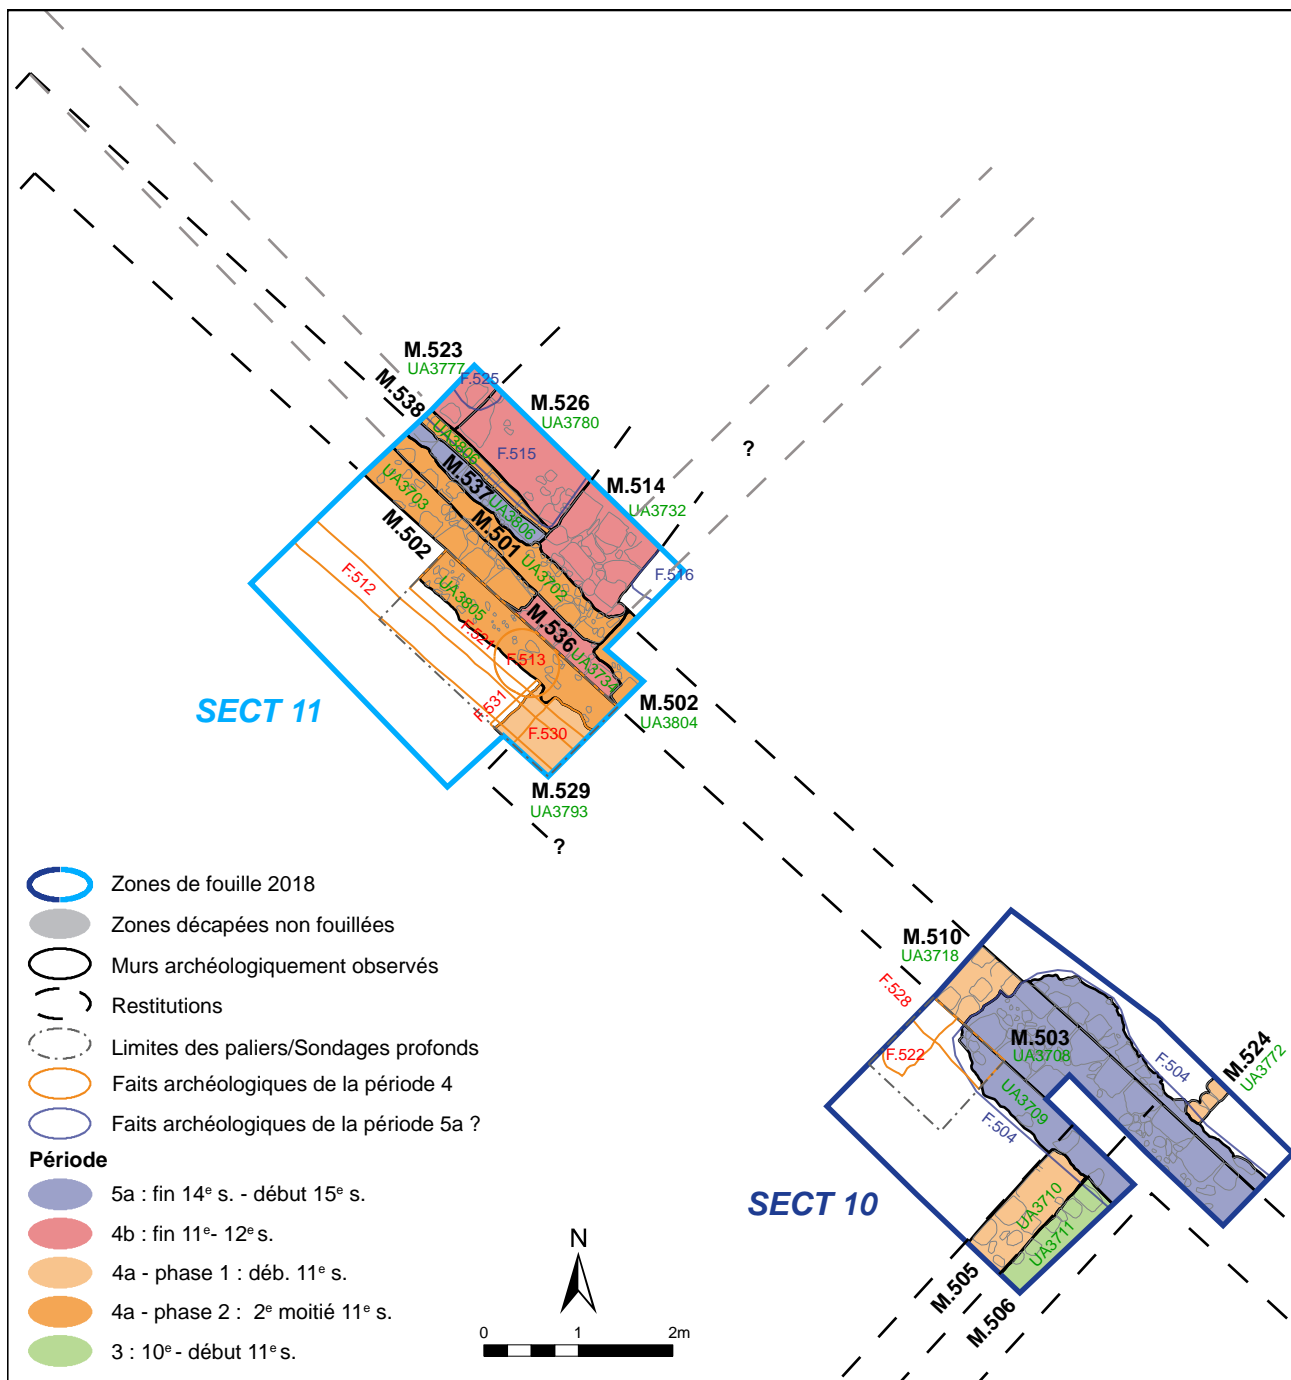 M.523
UA3777
F.525
M.538
M.526
UA3780
UA3806
F.515
M.537
UA3806
M.514
UA3732
?
UA3703
M.501
M.502
UA3702
F.516
F.512
UA3805
F.521
M.536
F.513
UA3734
SECT 11
F.531
M.502
UA3804
F.530
M.529
UA3793
?
M.510
UA3718
F.528
M.503
UA3708
F.522
F.504
M.524
UA3772
UA3709
F.504
SECT 10
UA3710
UA3711
M.505
M.506
Zones de fouille 2018
Zones décapées non fouillées
Murs archéologiquement observés
Restitutions
Limites des paliers/Sondages profonds
Faits archéologiques de la période 4
Faits archéologiques de la période 5a ?
Période
5a : fin 14e s. - début 15e s.
4b : fin 11e- 12e s.
4a - phase 1 : déb. 11e s.
4a - phase 2 : 2e moitié 11e s.
3 : 10e - début 11e s.
N
0 1 2m